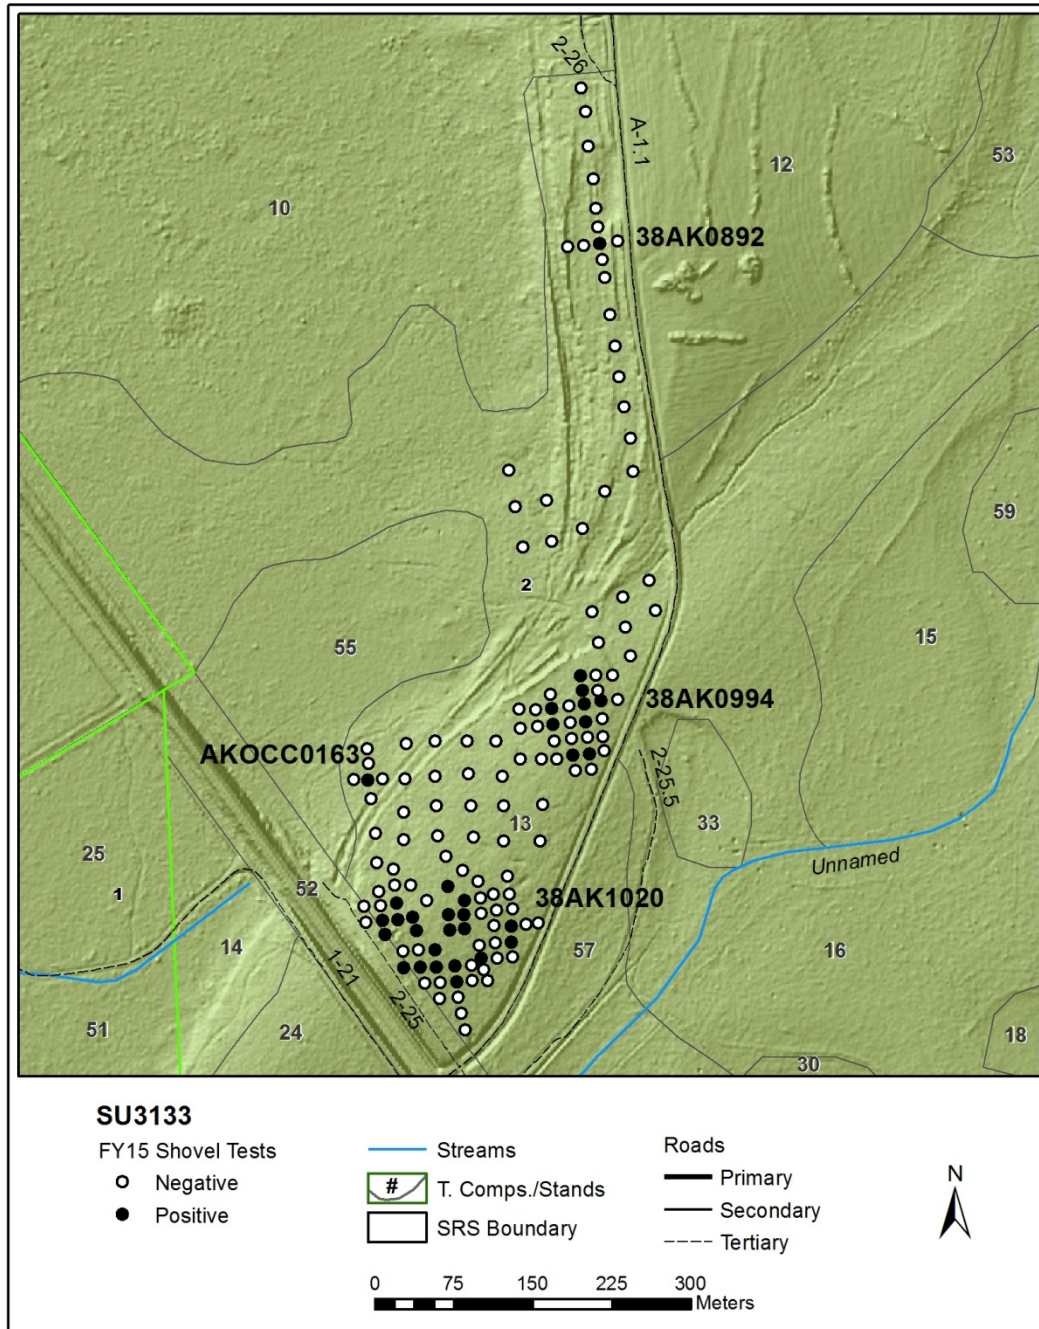 2-26
A-1.1
53
12
10
38AK0892
59
2
15
55
38AK0994
AKOCC0163
2-25.5
13
33
25
Unnamed
1
52
38AK1020
14
57
16
1-21
2-25
51
24
18
30
SU3133
FY15 Shovel Tests
Negative
Positive
Streams
# T. Comps./Stands
SRS Boundary
Roads
Primary
Secondary
Tertiary
N
0 75 150 225 300
Meters